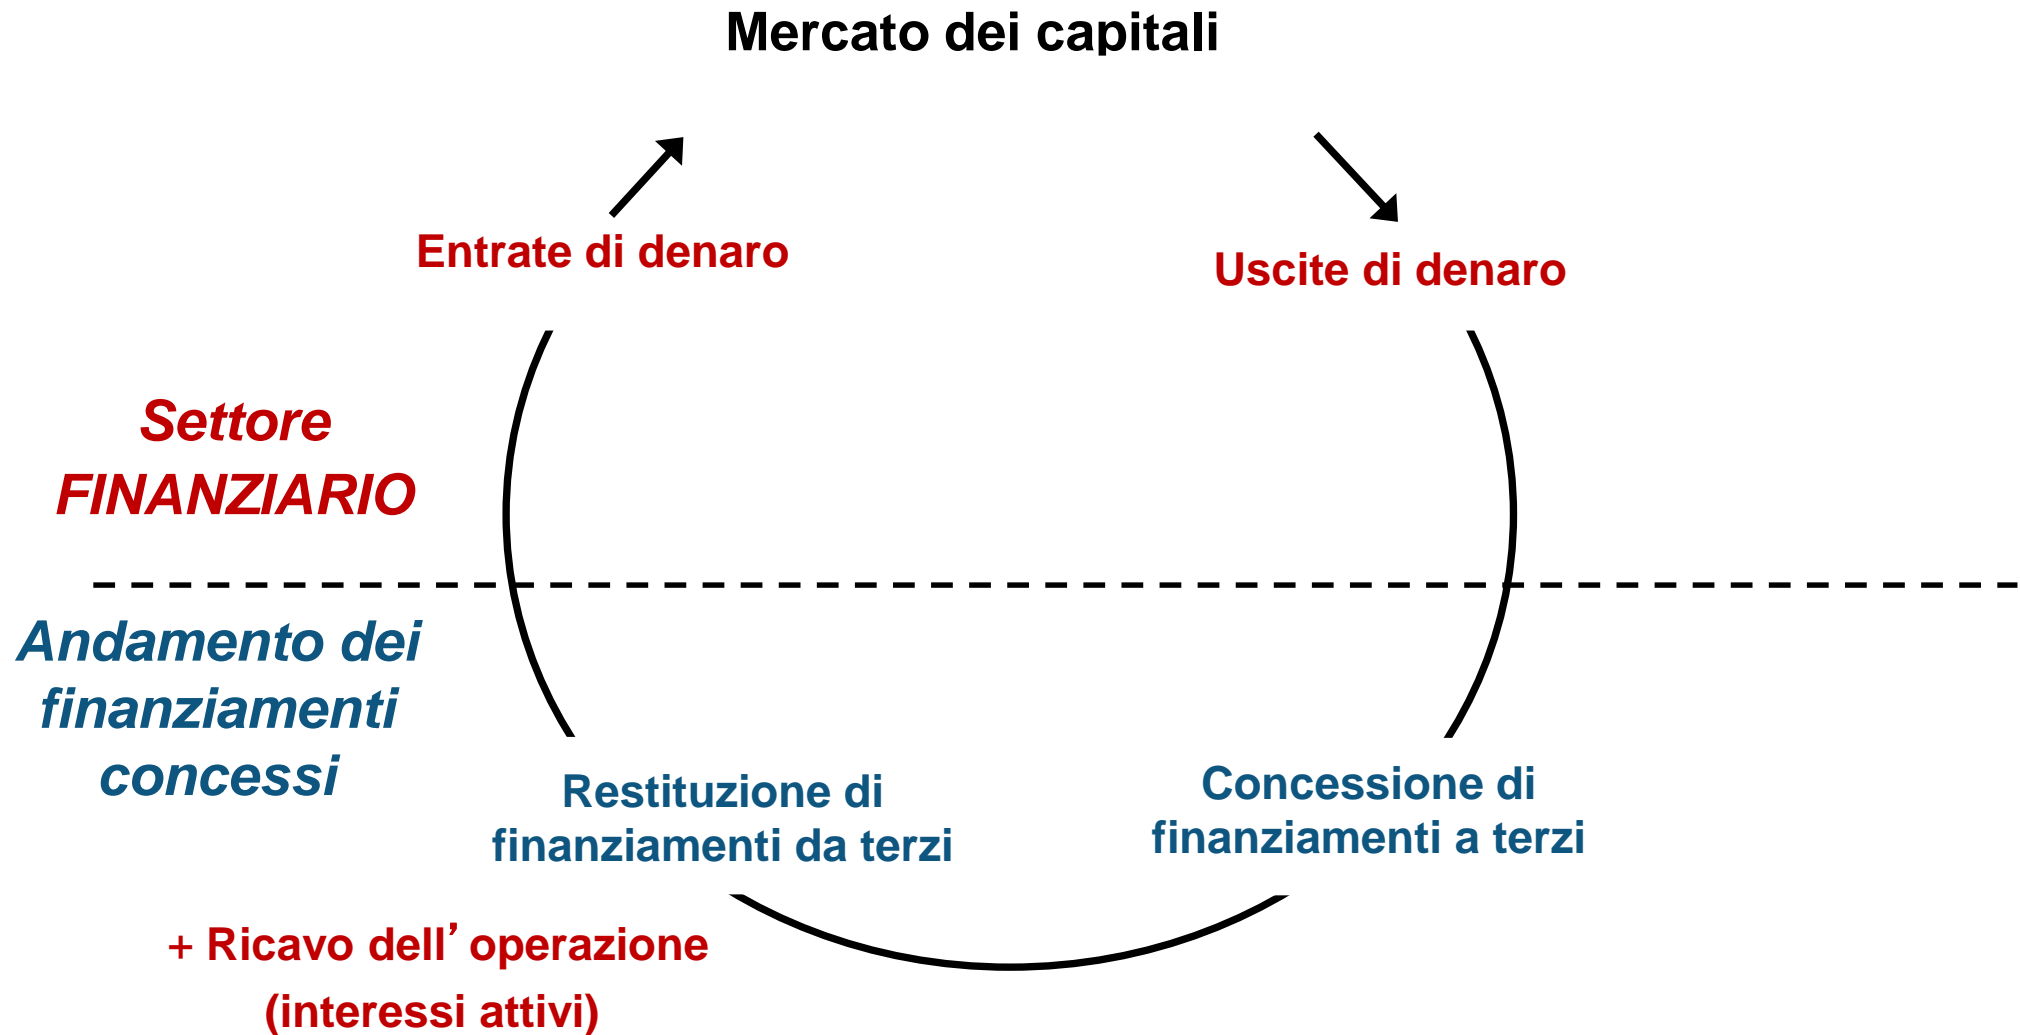 Mercato dei capitali
Entrate di denaro
Uscite di denaro
Settore
FINANZIARIO
Andamento dei
finanziamenti
concessi
Restituzione di
finanziamenti da terzi
Concessione di
finanziamenti a terzi
+ Ricavo dell’operazione
(interessi attivi)